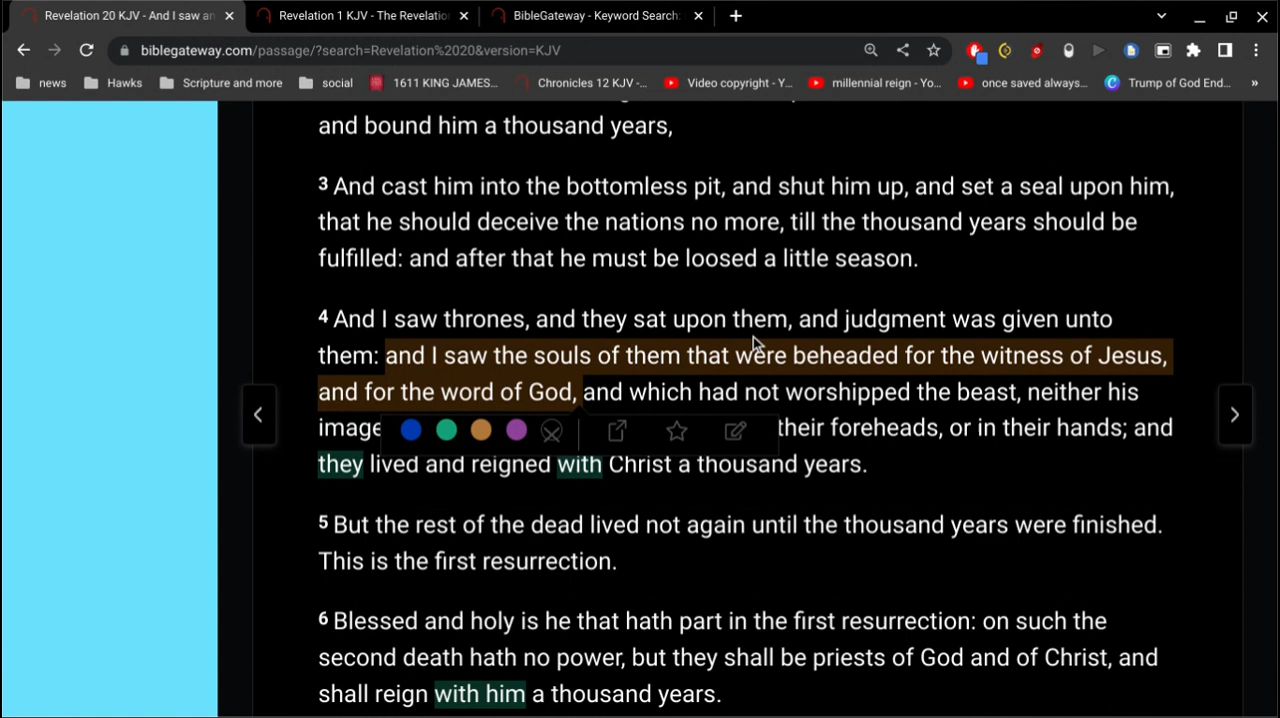 Revelation 20 KJV - And I saw an
Revelation 1 KJV - The Revelatio
BibleGateway - Keyword Search:
biblegateway.com/passage/?search=Revelation%2020&version=KJV
news Hawks Scripture and more social 1611 KING JAMES... Chronicles 12 KJV -... Video copyright - Y... millennial reign - Yo... once saved always... Trump of God End... »
and bound him a thousand years,
3 And cast him into the bottomless pit, and shut him up, and set a seal upon him,
that he should deceive the nations no more, till the thousand years should be
fulfilled: and after that he must be loosed a little season.
4 And I saw thrones, and they sat upon them, and judgment was given unto
them: and I saw the souls of them that were beheaded for the witness of Jesus,
and for the word of God, and which had not worshipped the beast, neither his
image their foreheads, or in their hands; and
they lived and reigned with Christ a thousand years.
5 But the rest of the dead lived not again until the thousand years were finished.
This is the first resurrection.
6 Blessed and holy is he that hath part in the first resurrection: on such the
second death hath no power, but they shall be priests of God and of Christ, and
shall reign with him a thousand years.